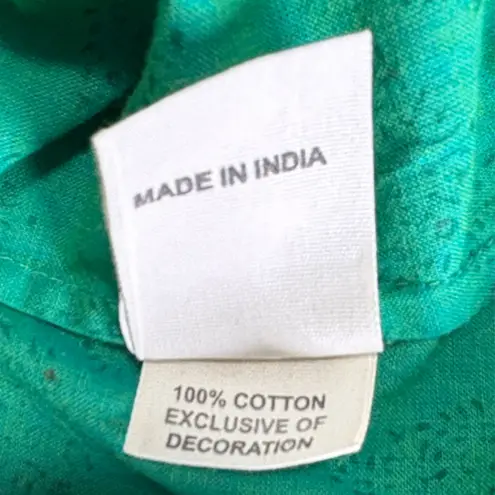 MADE IN INDIA
100% COTTON
EXCLUSIVE OF
DECORATION